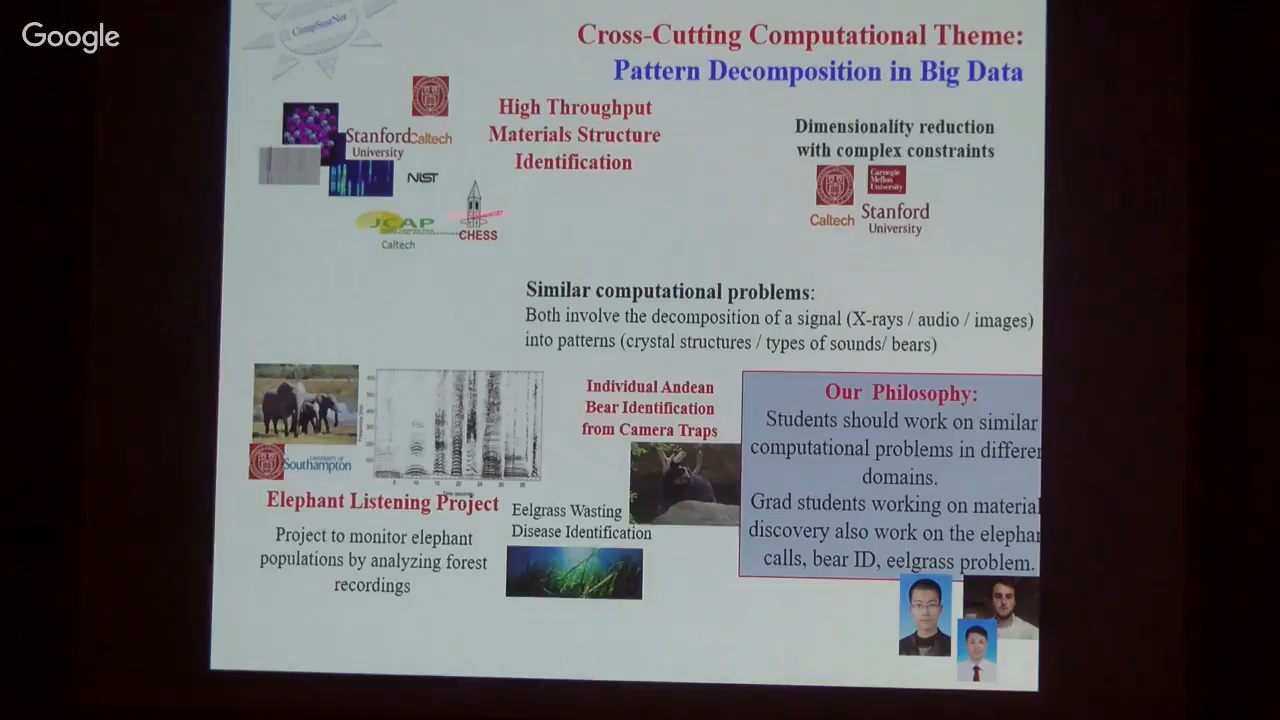 Google
CompSustNet
Cross-Cutting Computational Theme:
Pattern Decomposition in Big Data
High Throughput
Materials Structure
Identification
Stanford
University
Caltech
NIST
JCAP
Caltech
CHESS
Dimensionality reduction
with complex constraints
Carnegie
Mellon
University
Caltech
Stanford
University
Similar computational problems:
Both involve the decomposition of a signal (X-rays / audio / images)
into patterns (crystal structures / types of sounds/ bears)
UNIVERSITY OF
Southampton
Elephant Listening Project
Project to monitor elephant
populations by analyzing forest
recordings
Individual Andean
Bear Identification
from Camera Traps
Eelgrass Wasting
Disease Identification
Our Philosophy:
Students should work on similar
computational problems in differen
domains.
Grad students working on material
discovery also work on the elephan
calls, bear ID, eelgrass problem.